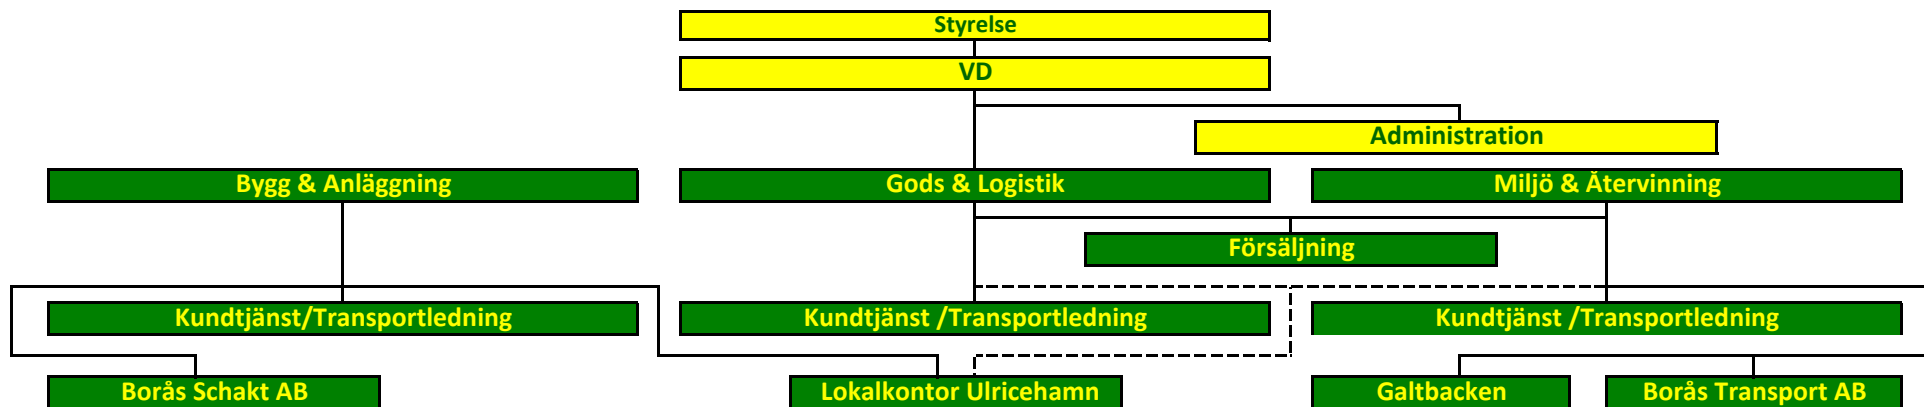 Styrelse
VD
Administration
Bygg & Anläggning
Gods & Logistik
Miljö & Återvinning
Försäljning
Kundtjänst/Transportledning
Kundtjänst /Transportledning
Kundtjänst /Transportledning
Borås Schakt AB
Lokalkontor Ulricehamn
Galtbacken
Borås Transport AB